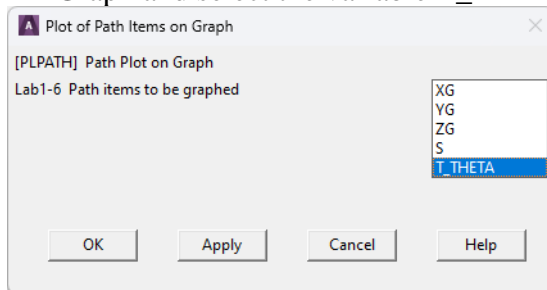 Plot of Path Items on Graph
[PLPATH] Path Plot on Graph
Lab1-6 Path items to be graphed
XG
YG
ZG
S
T_THETA
OK Apply Cancel Help